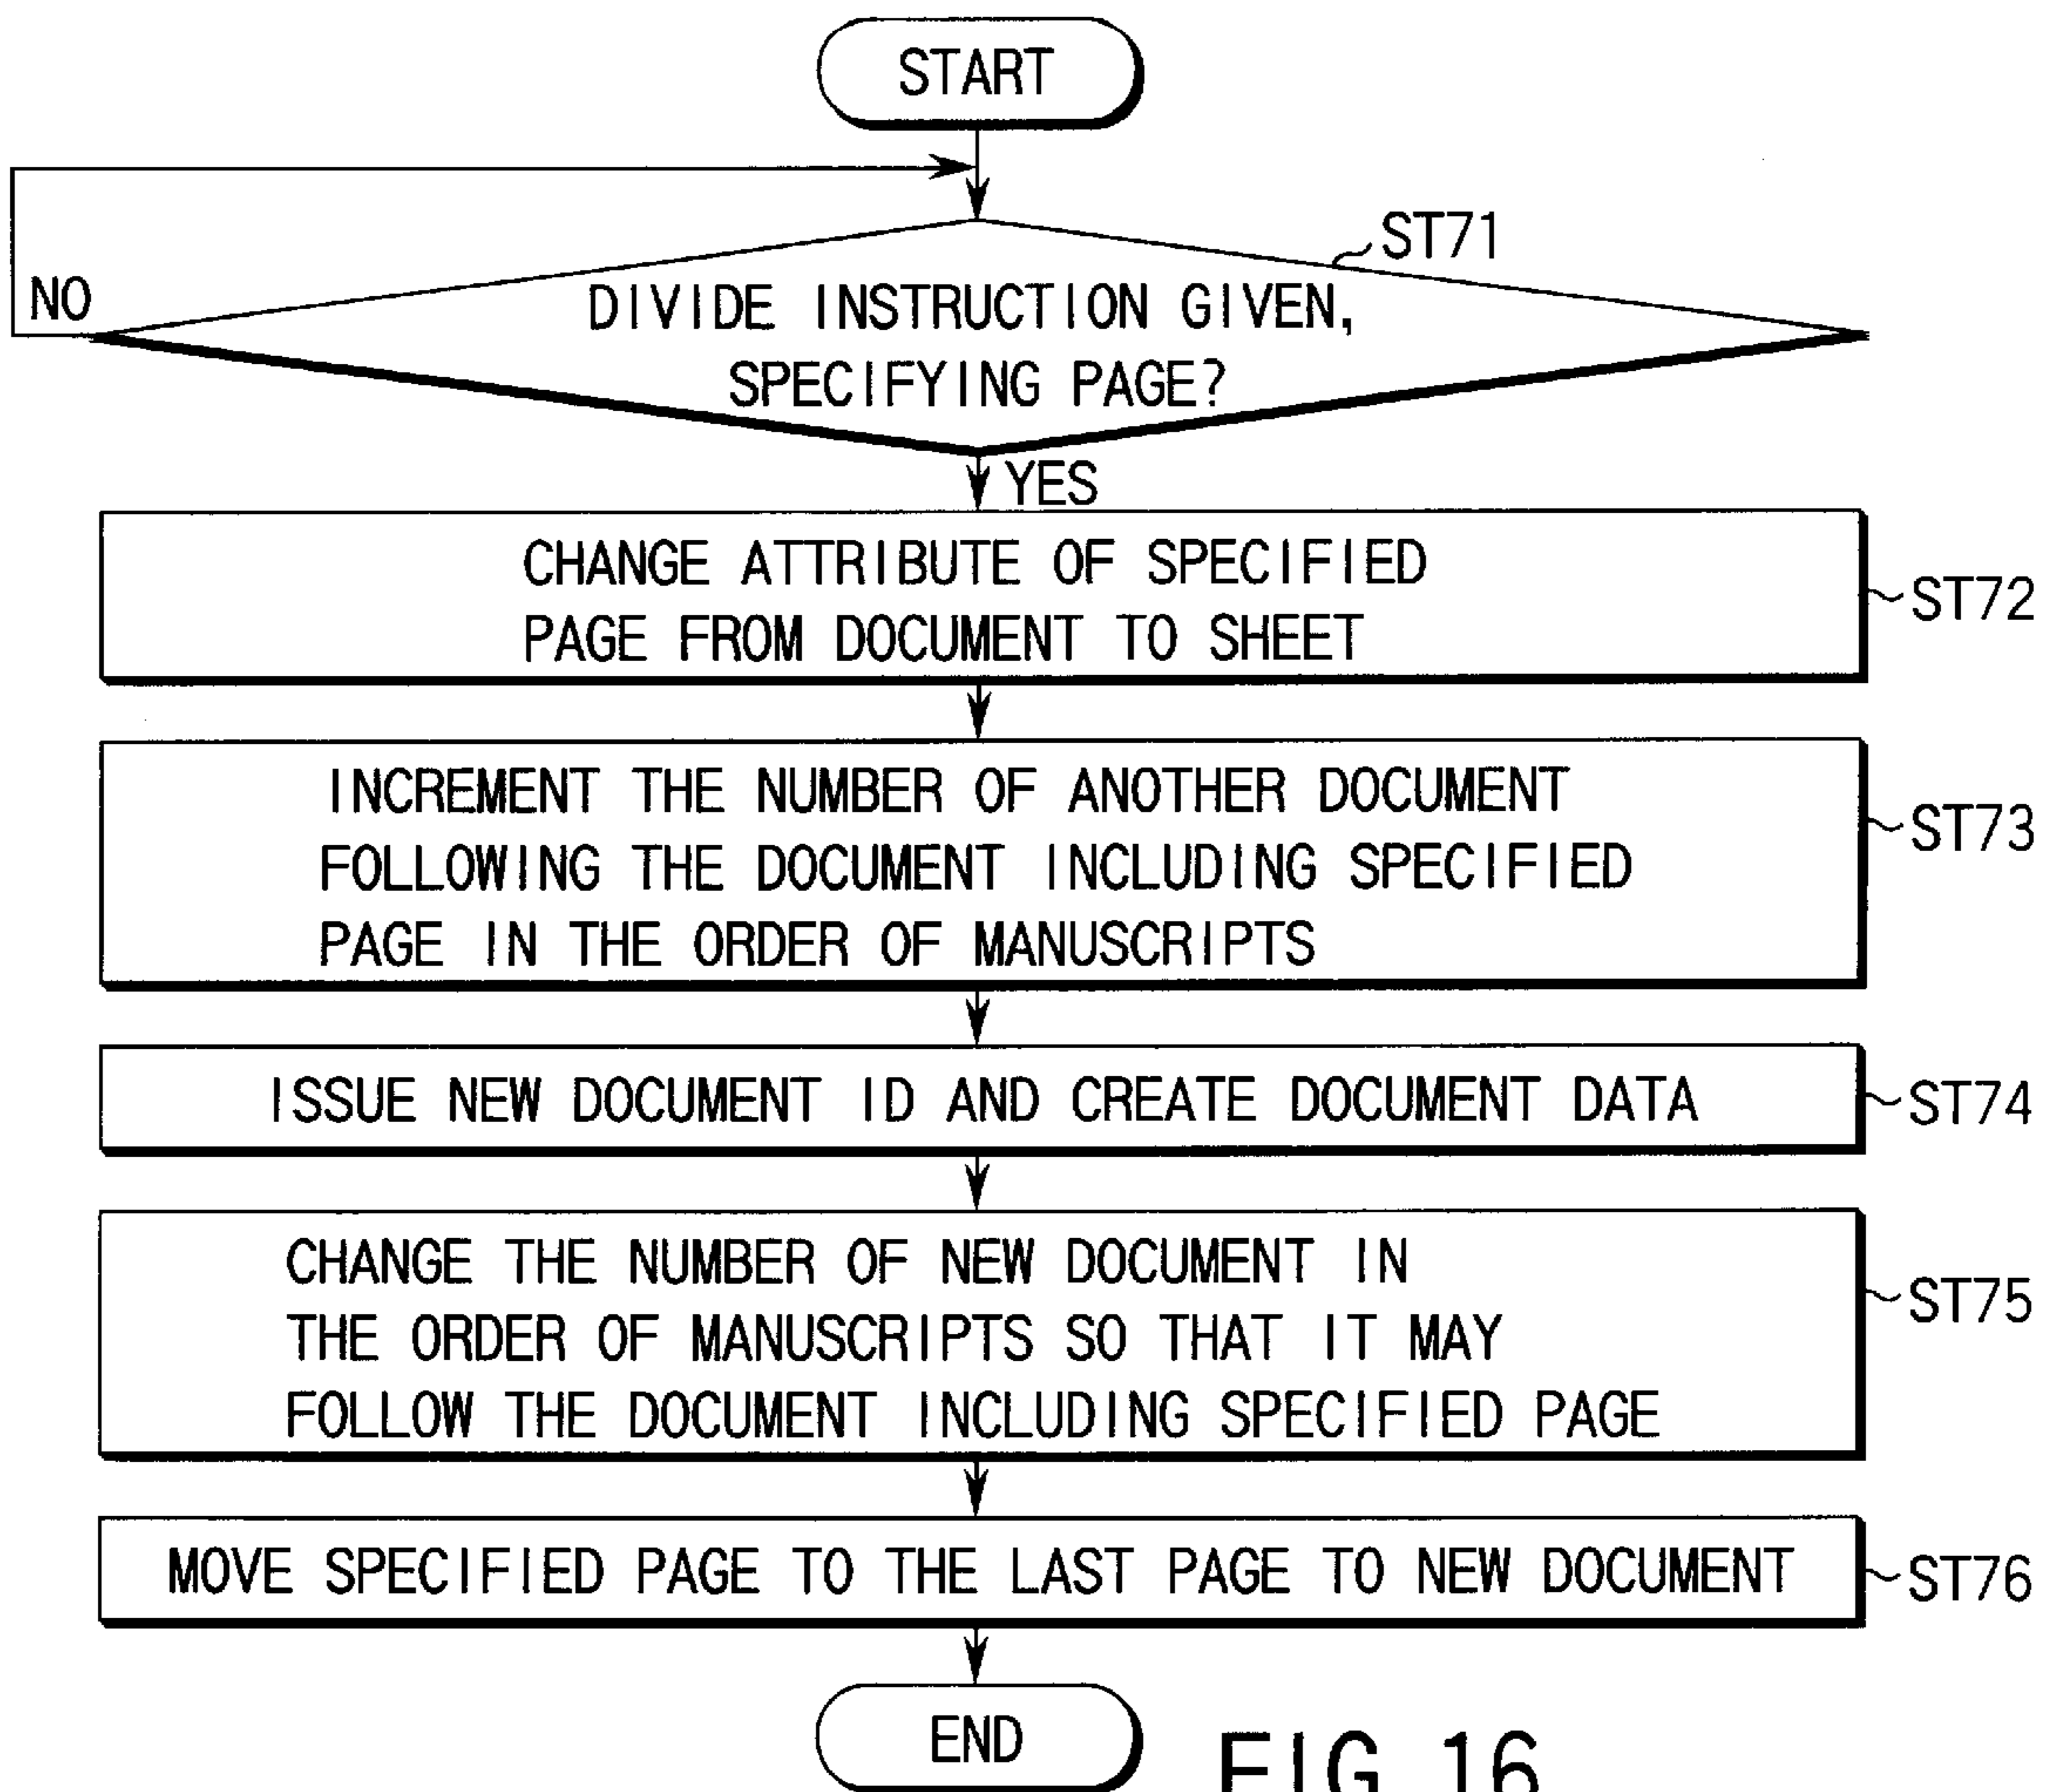 START
ST71
NO
DIVIDE INSTRUCTION GIVEN,
SPECIFYING PAGE?
YES
CHANGE ATTRIBUTE OF SPECIFIED
PAGE FROM DOCUMENT TO SHEET
ST72
INCREMENT THE NUMBER OF ANOTHER DOCUMENT
FOLLOWING THE DOCUMENT INCLUDING SPECIFIED
PAGE IN THE ORDER OF MANUSCRIPTS
ST73
ISSUE NEW DOCUMENT ID AND CREATE DOCUMENT DATA
ST74
CHANGE THE NUMBER OF NEW DOCUMENT IN
THE ORDER OF MANUSCRIPTS SO THAT IT MAY
FOLLOW THE DOCUMENT INCLUDING SPECIFIED PAGE
ST75
MOVE SPECIFIED PAGE TO THE LAST PAGE TO NEW DOCUMENT
ST76
END
FIG 16